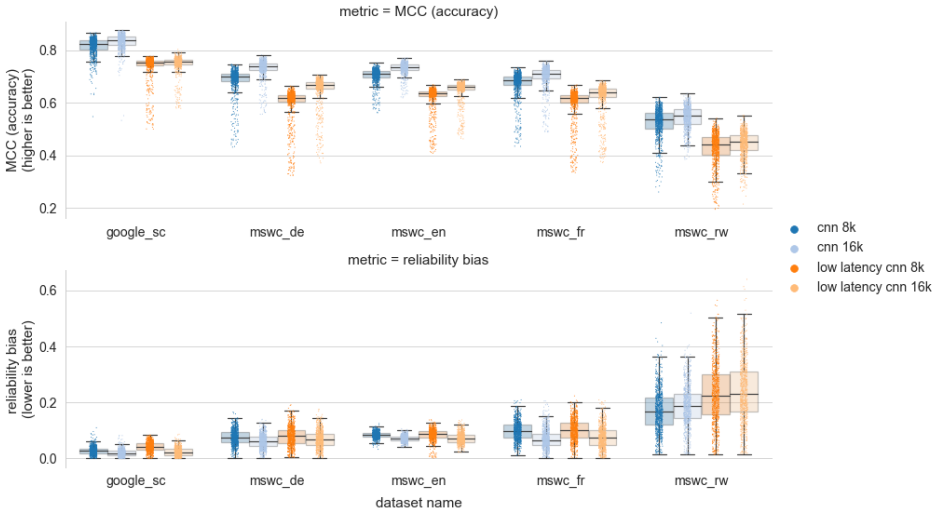 metric = MCC (accuracy)
MCC (accuracy)
(higher is better)
0.8
0.6
0.4
0.2
google_sc mswc_de mswc_en mswc_fr mswc_rw
metric = reliability bias
reliability bias
(lower is better)
0.6
0.4
0.2
0.0
google_sc mswc_de mswc_en mswc_fr mswc_rw
dataset name
cnn 8k
cnn 16k
low latency cnn 8k
low latency cnn 16k